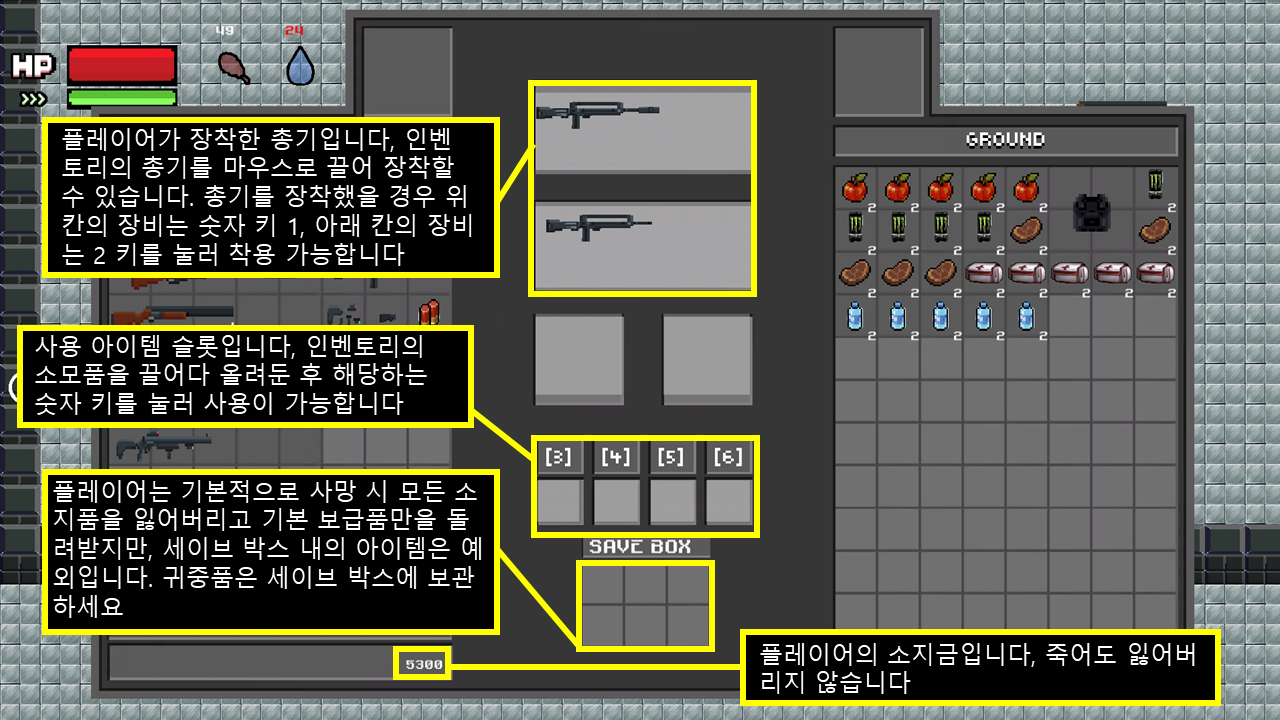 49
24
HP
플레이어가 장착한 총기입니다, 인벤
토리의 총기를 마우스로 끌어 장착할
수 있습니다. 총기를 장착했을 경우 위
칸의 장비는 숫자 키 1, 아래 칸의 장비
는 2 키를 눌러 착용 가능합니다
GROUND
2 2 2 2 2 2
2 2 2 2 2 2
2 2 2 2 2 2 2 2
2 2 2 2 2
사용 아이템 슬롯입니다, 인벤토리의
소모품을 끌어다 올려둔 후 해당하는
숫자 키를 눌러 사용이 가능합니다
[3] [4] [5] [6]
플레이어는 기본적으로 사망 시 모든 소
지품을 잃어버리고 기본 보급품만을 돌
려받지만, 세이브 박스 내의 아이템은 예
외입니다. 귀중품은 세이브 박스에 보관
하세요
SAVE BOX
5300
플레이어의 소지금입니다, 죽어도 잃어버
리지 않습니다